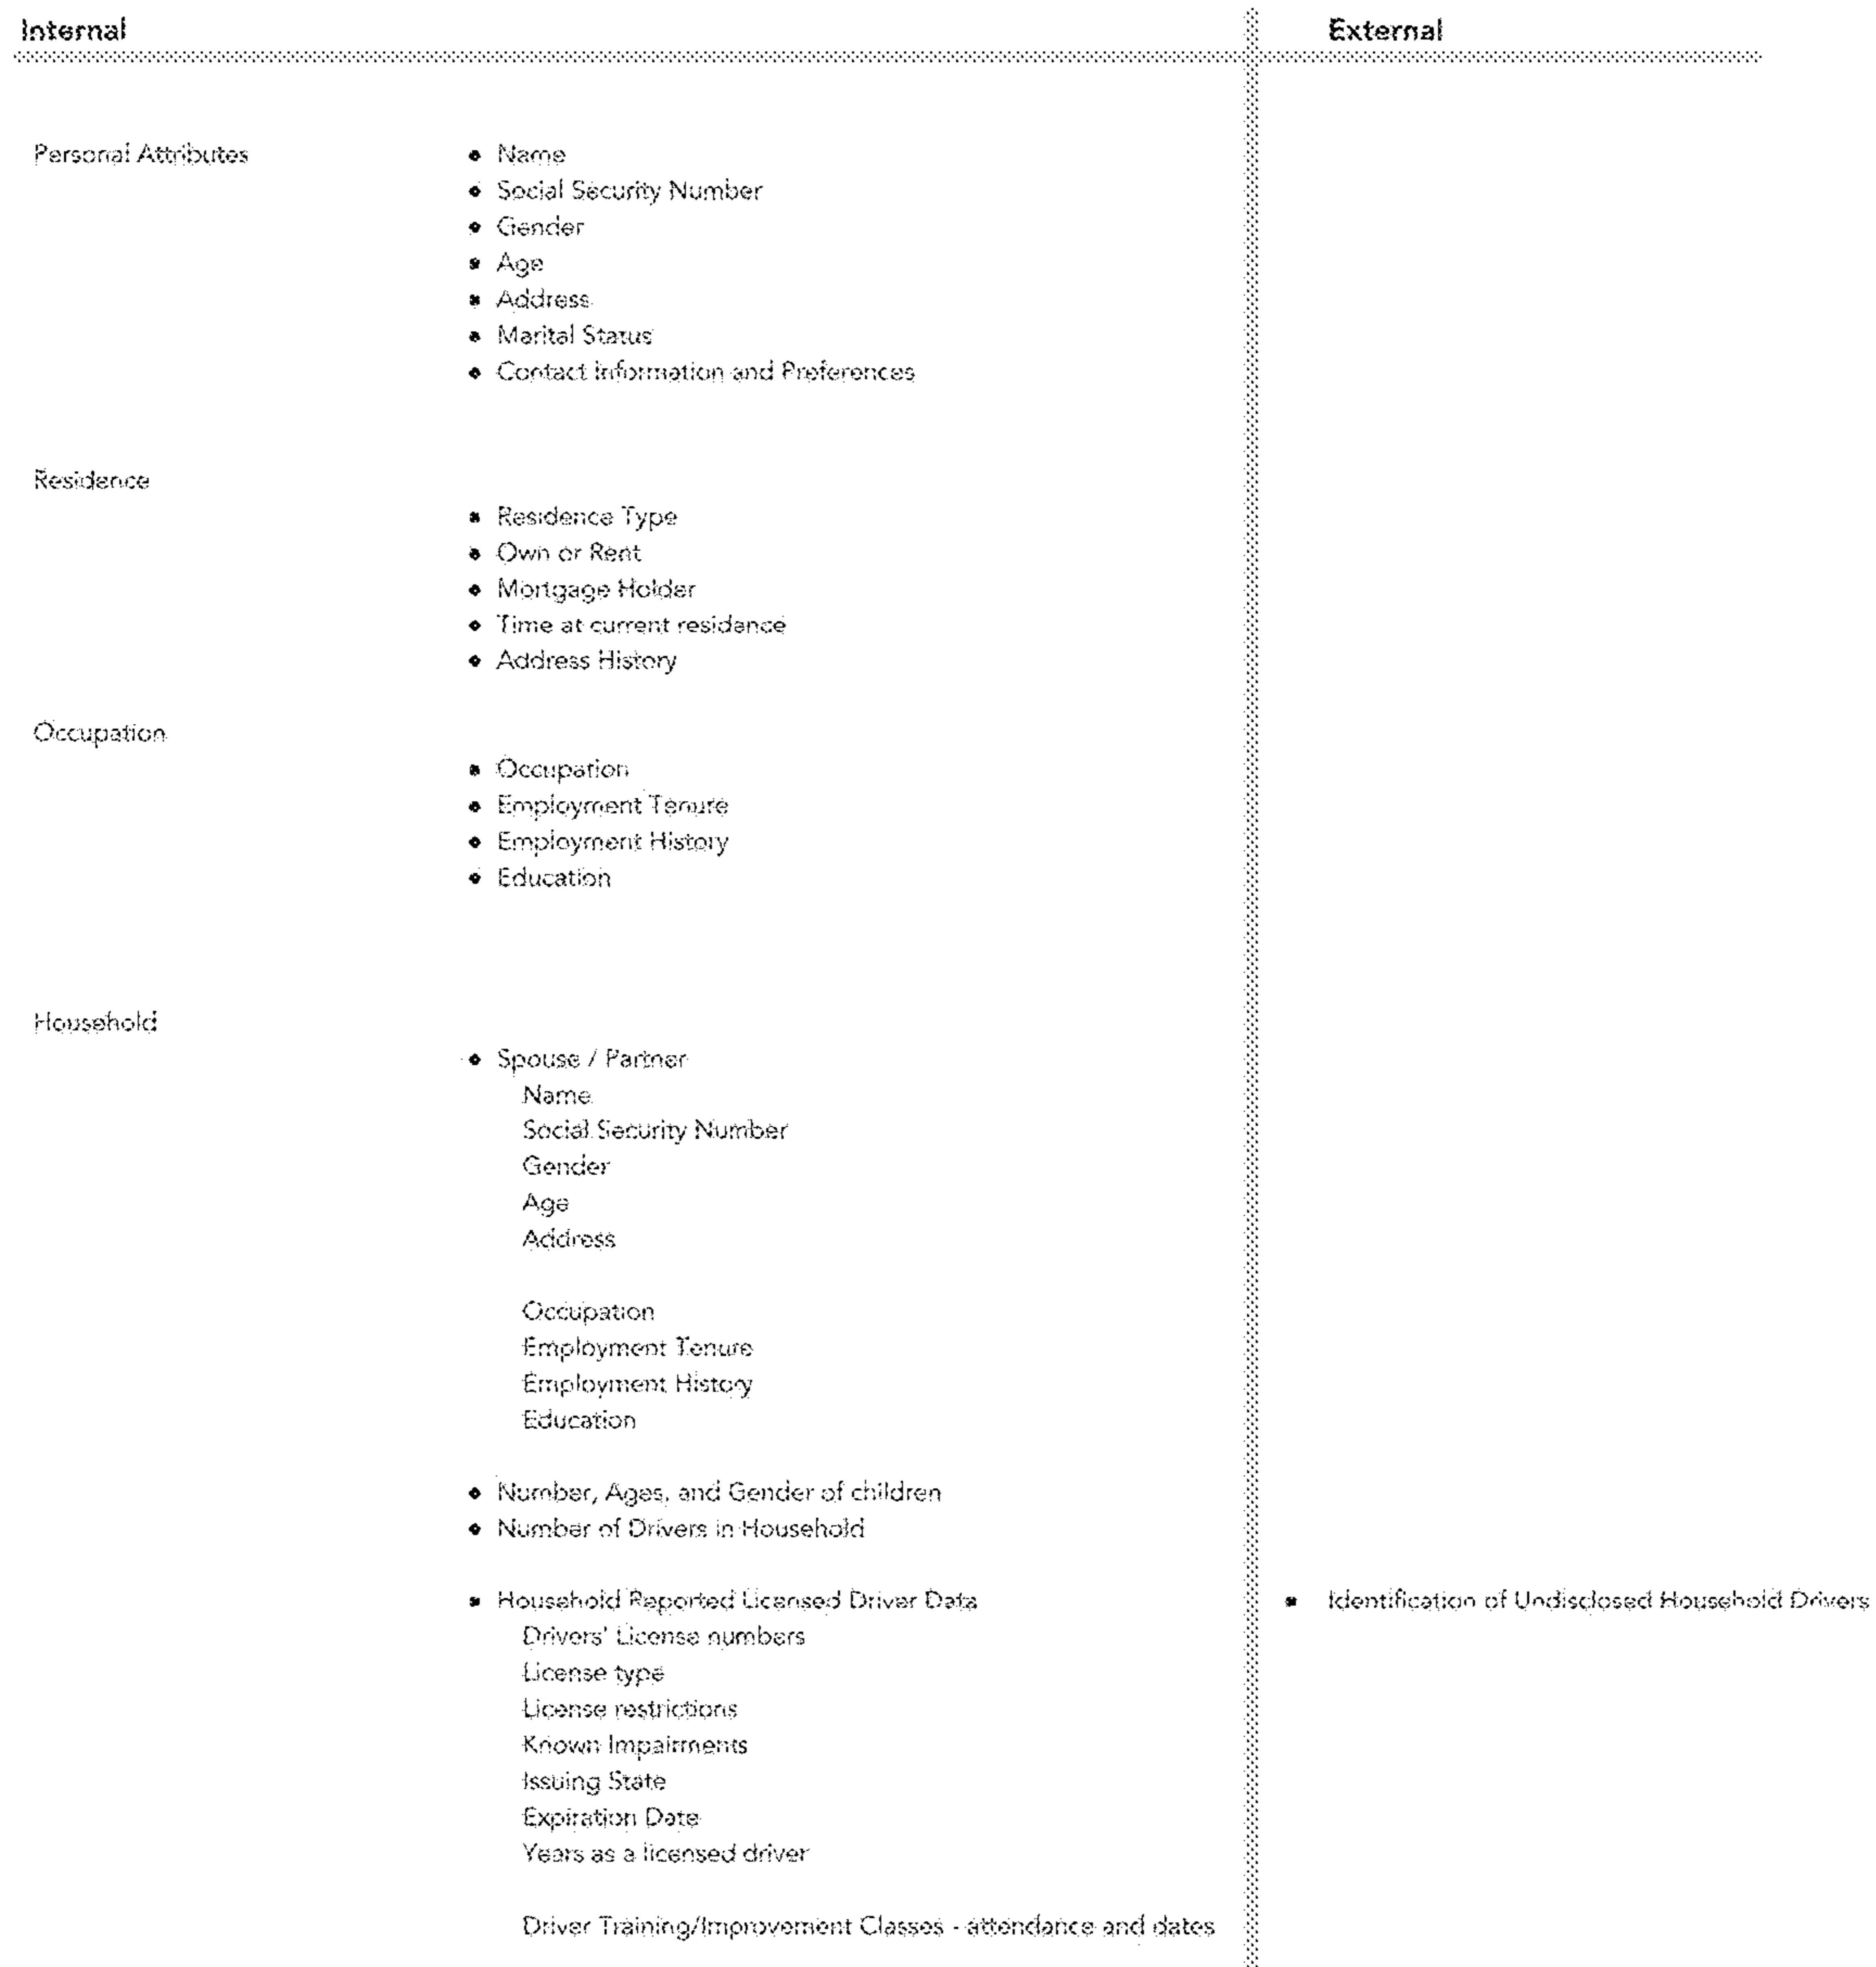 Internal
External
Personal Attributes
• Name
• Social Security Number
• Gender
• Age
• Address
• Marital Status
• Contact Information and Preferences
Residence
• Residence Type
• Own or Rent
• Mortgage Holder
• Time at current residence
• Address History
Occupation
• Occupation
• Employment Tenure
• Employment History
• Education
Household
• Spouse / Partner
Name
Social Security Number
Gender
Age
Address
Occupation
Employment Tenure
Employment History
Education
• Number, Ages, and Gender of children
• Number of Drivers in Household
• Household Reported Licensed Driver Data
• Identification of Undisclosed Household Drivers
Drivers' License numbers
License type
License restrictions
Known Impairments
Issuing State
Expiration Date
Years as a licensed driver
Driver Training/Improvement Classes - attendance and dates